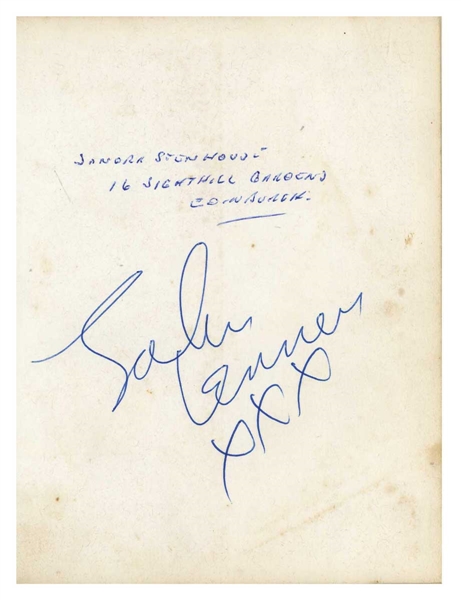 SANDRA STENHOUSE
16 SIGHTHILL GARDENS
EDINBURGH.
John
Lennon
xxx